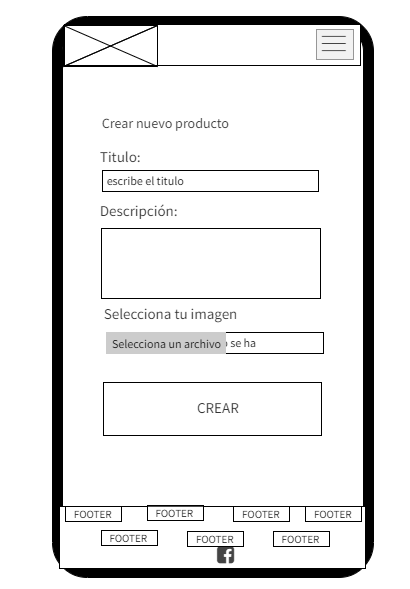 Crear nuevo producto
Titulo:
escribe el titulo
Descripción:
Selecciona tu imagen
Selecciona un archivo se ha
CREAR
FOOTER FOOTER FOOTER FOOTER
FOOTER FOOTER FOOTER